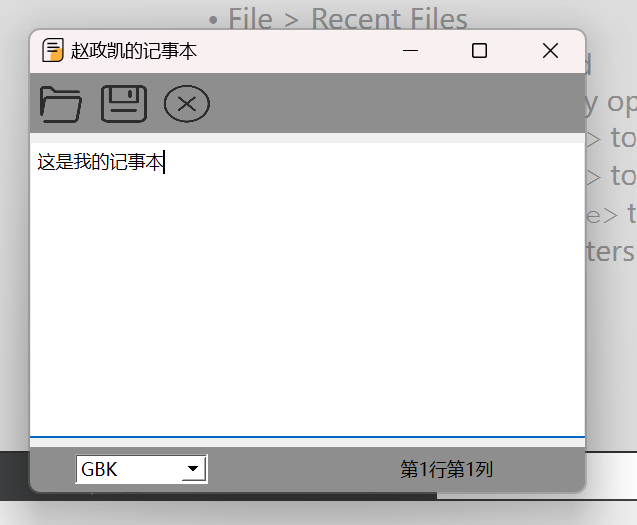 • File > Recent Files
赵政凯的记事本
d
y op
> to
> to
e> t
ters
这是我的记事本
GBK
第1行第1列